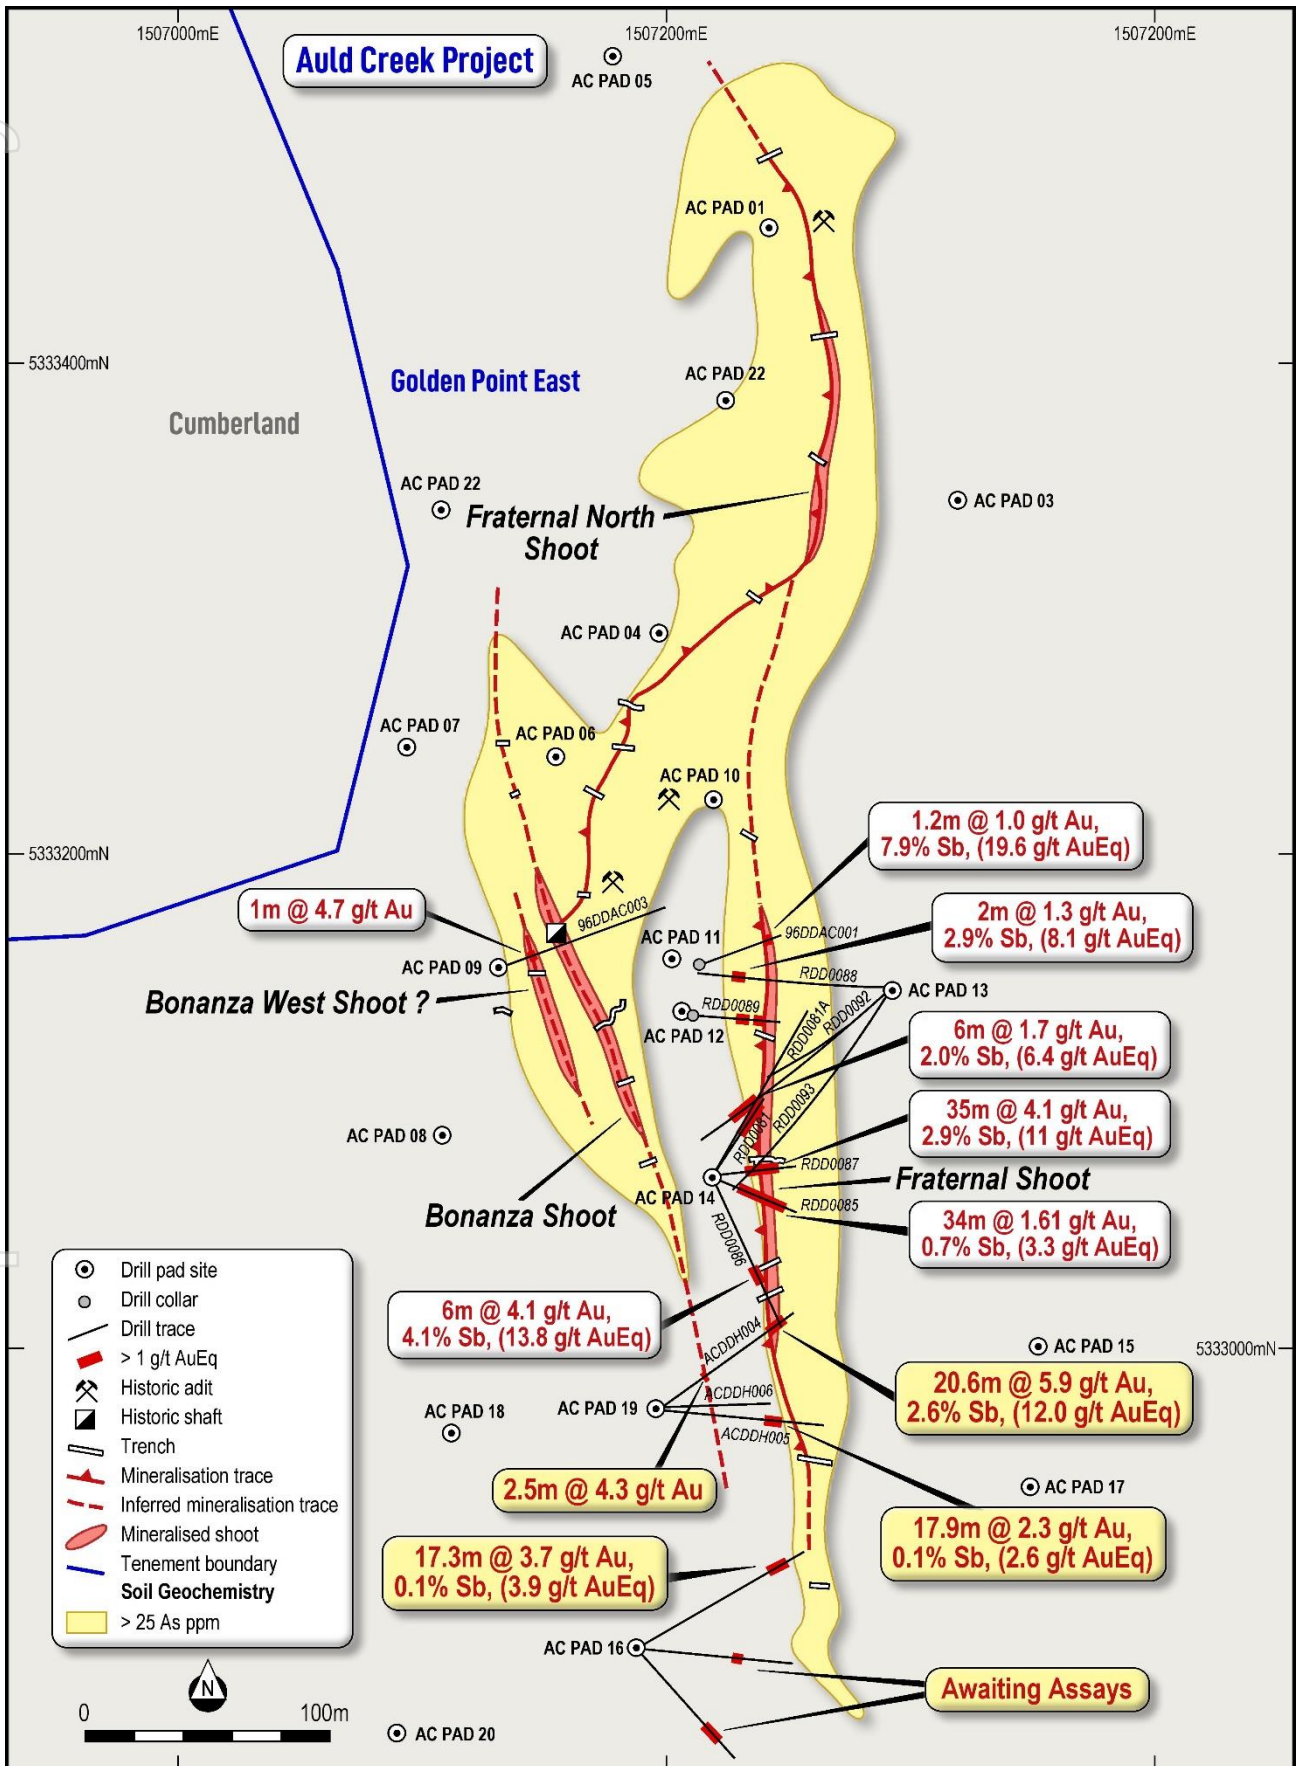 1507000mE
1507200mE
1507200mE
Auld Creek Project
AC PAD 05
AC PAD 01
5333400mN
Golden Point East
AC PAD 22
Cumberland
AC PAD 22
AC PAD 03
Fraternal North
Shoot
AC PAD 04
AC PAD 07
AC PAD 06
AC PAD 10
1.2m @ 1.0 g/t Au,
7.9% Sb, (19.6 g/t AuEq)
5333200mN
1m @ 4.7 g/t Au
96DDAC003
2m @ 1.3 g/t Au,
2.9% Sb, (8.1 g/t AuEq)
AC PAD 11
96DDAC001
AC PAD 09
RDD0088
AC PAD 13
Bonanza West Shoot ?
RDD0089
RDD0081A
RDD0092
AC PAD 12
6m @ 1.7 g/t Au,
2.0% Sb, (6.4 g/t AuEq)
RDD0093
RDD0081
35m @ 4.1 g/t Au,
2.9% Sb, (11 g/t AuEq)
AC PAD 08
RDD0087
Fraternal Shoot
AC PAD 14
RDD0085
Bonanza Shoot
34m @ 1.61 g/t Au,
0.7% Sb, (3.3 g/t AuEq)
RDD0086
6m @ 4.1 g/t Au,
4.1% Sb, (13.8 g/t AuEq)
ACDDH004
5333000mN
AC PAD 15
20.6m @ 5.9 g/t Au,
2.6% Sb, (12.0 g/t AuEq)
ACDDH006
AC PAD 19
AC PAD 18
ACDDH005
2.5m @ 4.3 g/t Au
AC PAD 17
17.9m @ 2.3 g/t Au,
0.1% Sb, (2.6 g/t AuEq)
17.3m @ 3.7 g/t Au,
0.1% Sb, (3.9 g/t AuEq)
AC PAD 16
Awaiting Assays
AC PAD 20
Drill pad site
Drill collar
Drill trace
> 1 g/t AuEq
Historic adit
Historic shaft
Trench
Mineralisation trace
Inferred mineralisation trace
Mineralised shoot
Tenement boundary
Soil Geochemistry
> 25 As ppm
N
0
100m